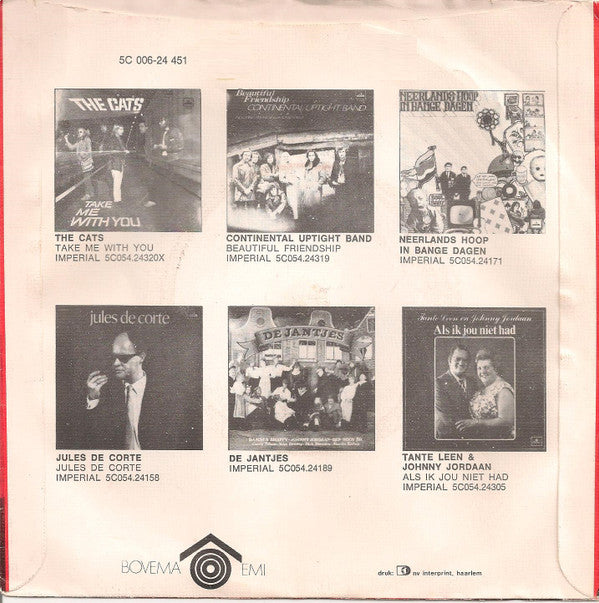 5C 006-24 451
THE CATS
TAKE
ME
WITH YOU
THE CATS
TAKE ME WITH YOU
IMPERIAL 5C054.24320X
Beautiful
Friendship
CONTINENTAL UPTIGHT BAND
CONTINENTAL UPTIGHT BAND
BEAUTIFUL FRIENDSHIP
IMPERIAL 5C054.24319
NEERLANDS HOOP
IN BANGE DAGEN
NEERLANDS HOOP
IN BANGE DAGEN
IMPERIAL 5C054.24171
jules de corte
JULES DE CORTE
JULES DE CORTE
IMPERIAL 5C054.24158
DE JANTJES
DE JANTJES
IMPERIAL 5C054.24189
Tante Leen en Johnny Jordaan
Als ik jou niet had
TANTE LEEN &
JOHNNY JORDAAN
ALS IK JOU NIET HAD
IMPERIAL 5C054.24305
BOVEMA EMI
druk: nv interprint, haarlem